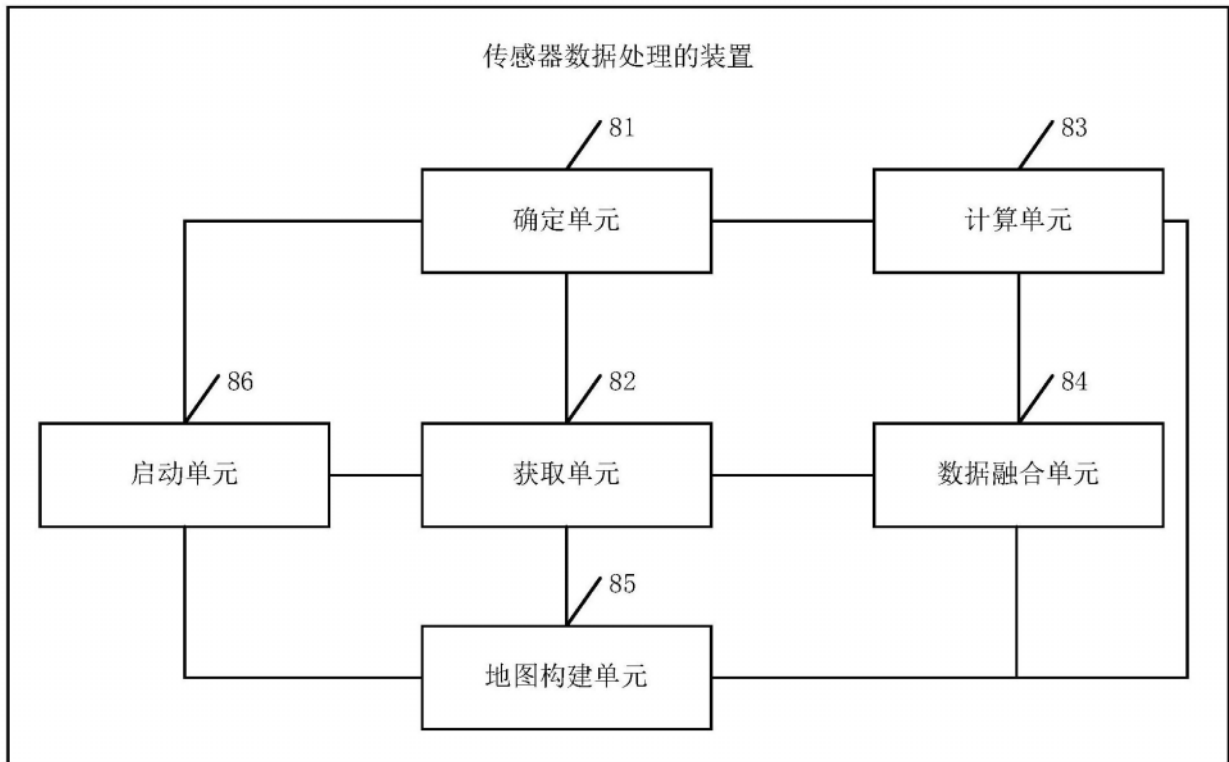 传感器数据处理的装置
81
83
确定单元
计算单元
86
82
84
启动单元
获取单元
数据融合单元
85
地图构建单元